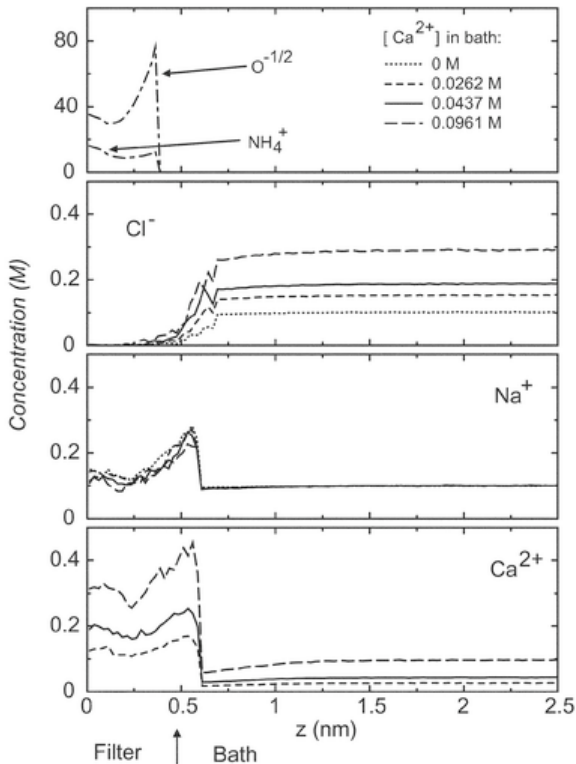 80
40
0
O-1/2
NH4+
[ Ca2+] in bath:
0 M
0.0262 M
0.0437 M
0.0961 M
Concentration (M)
0.4
0.2
0
Cl-
0.4
0.2
0
Na+
0.4
0.2
0
Ca2+
0 0.5 1.0 1.5 2.0 2.5
z (nm)
Filter Bath